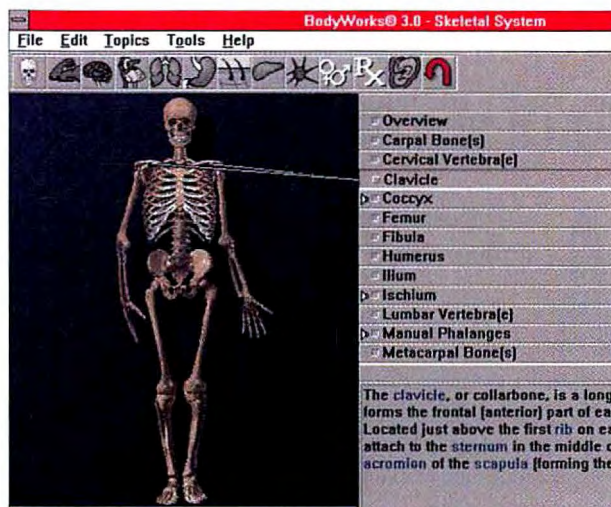 BodyWorks® 3.0 - Skeletal System
File Edit Topics Tools Help
Rx
Overview
Carpal Bone(s)
Cervical Vertebra(e)
Clavicle
Coccyx
Femur
Fibula
Humerus
Ilium
Ischium
Lumbar Vertebra(e)
Manual Phalanges
Metacarpal Bone(s)
The clavicle, or collarbone, is a long
forms the frontal (anterior) part of ea
Located just above the first rib on ea
attach to the sternum in the middle o
acromion of the scapula (forming the